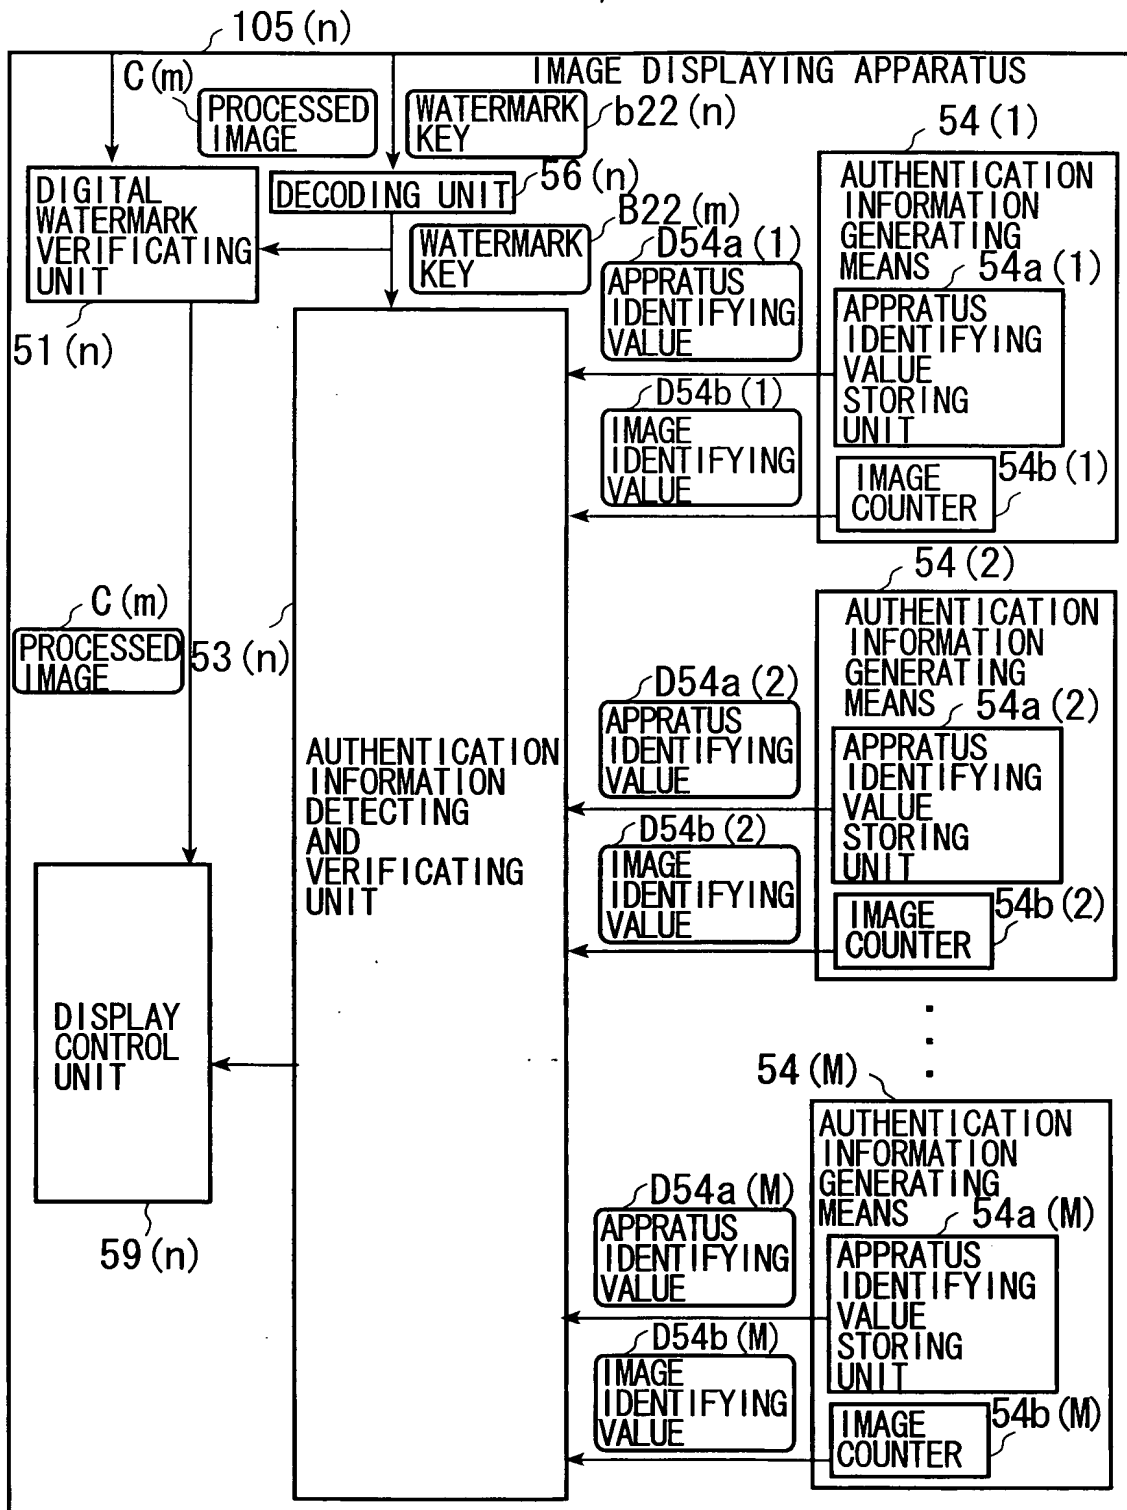 105(n)
IMAGE DISPLAYING APPARATUS
C(m)
PROCESSED
IMAGE
WATERMARK
KEY
b22(n)
DIGITAL
WATERMARK
VERIFICATING
UNIT
51(n)
DECODING UNIT
56(n)
WATERMARK
KEY
B22(m)
54(1)
AUTHENTICATION
INFORMATION
GENERATING
MEANS
54a(1)
APPRATUS
IDENTIFYING
VALUE
STORING
UNIT
D54a(1)
APPRATUS
IDENTIFYING
VALUE
D54b(1)
IMAGE
IDENTIFYING
VALUE
54b(1)
IMAGE
COUNTER
C(m)
PROCESSED
IMAGE
53(n)
AUTHENTICATION
INFORMATION
DETECTING
AND
VERIFICATING
UNIT
54(2)
AUTHENTICATION
INFORMATION
GENERATING
MEANS
54a(2)
APPRATUS
IDENTIFYING
VALUE
STORING
UNIT
D54a(2)
APPRATUS
IDENTIFYING
VALUE
D54b(2)
IMAGE
IDENTIFYING
VALUE
54b(2)
IMAGE
COUNTER
DISPLAY
CONTROL
UNIT
59(n)
54(M)
AUTHENTICATION
INFORMATION
GENERATING
MEANS
54a(M)
APPRATUS
IDENTIFYING
VALUE
STORING
UNIT
D54a(M)
APPRATUS
IDENTIFYING
VALUE
D54b(M)
IMAGE
IDENTIFYING
VALUE
54b(M)
IMAGE
COUNTER